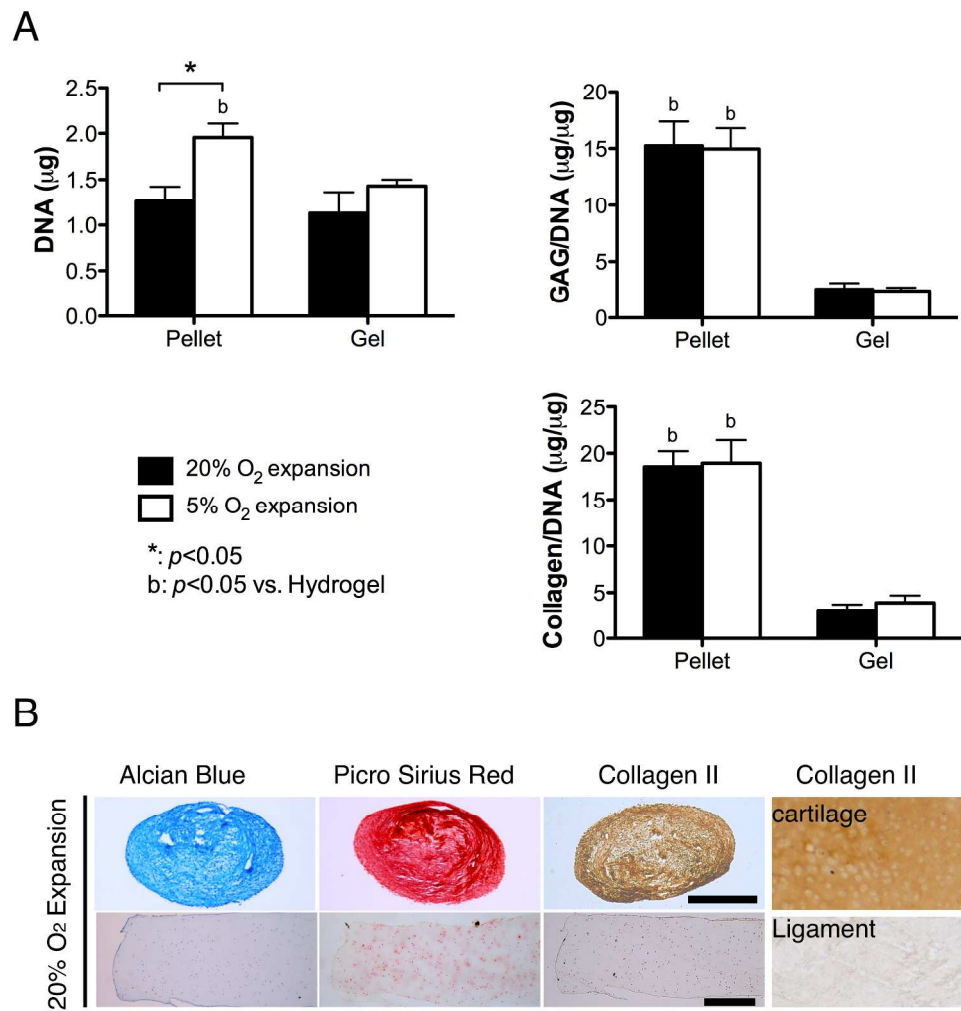 A
*
b
2.5
2.0
1.5
1.0
0.5
0.0
DNA (µg)
Pellet
Gel
b
b
20
15
10
5
0
GAG/DNA (µg/µg)
Pellet
Gel
20% O₂ expansion
5% O₂ expansion
*: p<0.05
b: p<0.05 vs. Hydrogel
b
b
25
20
15
10
5
0
Collagen/DNA (µg/µg)
Pellet
Gel
B
Alcian Blue
Picro Sirius Red
Collagen II
Collagen II
20% O₂ Expansion
cartilage
Ligament